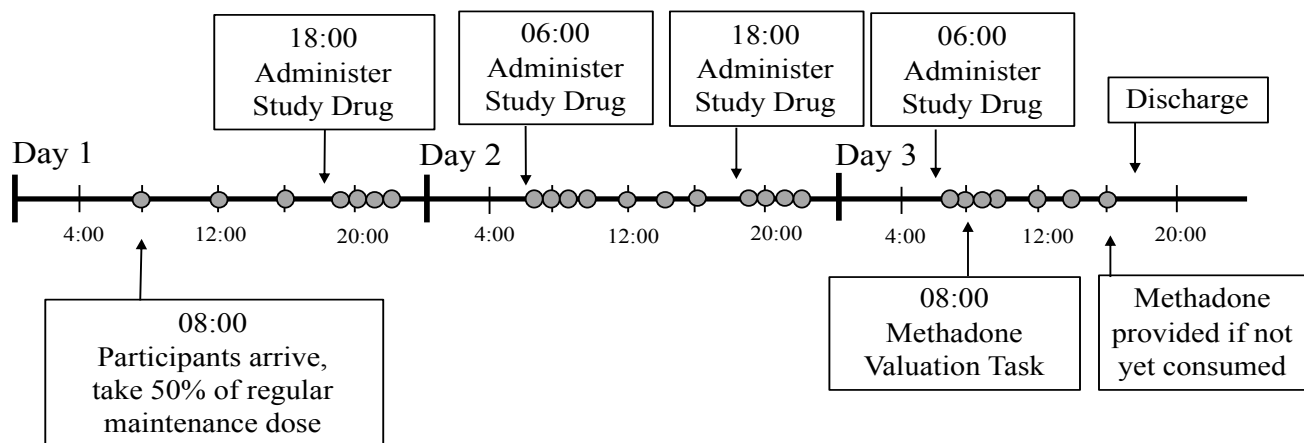 18:00
Administer
Study Drug
06:00
Administer
Study Drug
18:00
Administer
Study Drug
06:00
Administer
Study Drug
Discharge
Day 1
Day 2
Day 3
4:00
12:00
20:00
4:00
12:00
20:00
4:00
12:00
20:00
08:00
Participants arrive,
take 50% of regular
maintenance dose
08:00
Methadone
Valuation Task
Methadone
provided if not
yet consumed